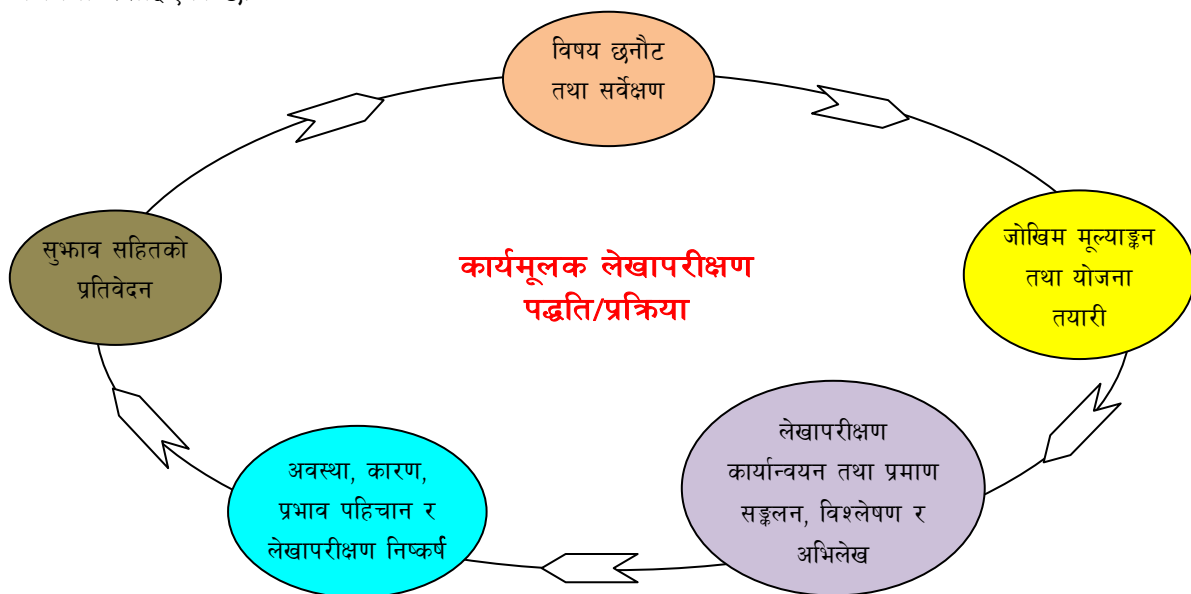 विषय छनौट
तथा सर्वेक्षण
जोखिम मूल्याङ्कन
तथा योजना
तयारी
लेखापरीक्षण
कार्यान्वयन तथा प्रमाण
सङ्कलन, विश्लेषण र
अभिलेख
अवस्था, कारण,
प्रभाव पहिचान र
लेखापरीक्षण निष्कर्ष
सुझाव सहितको
प्रतिवेदन
कार्यमूलक लेखापरीक्षण
पद्धति/प्रक्रिया